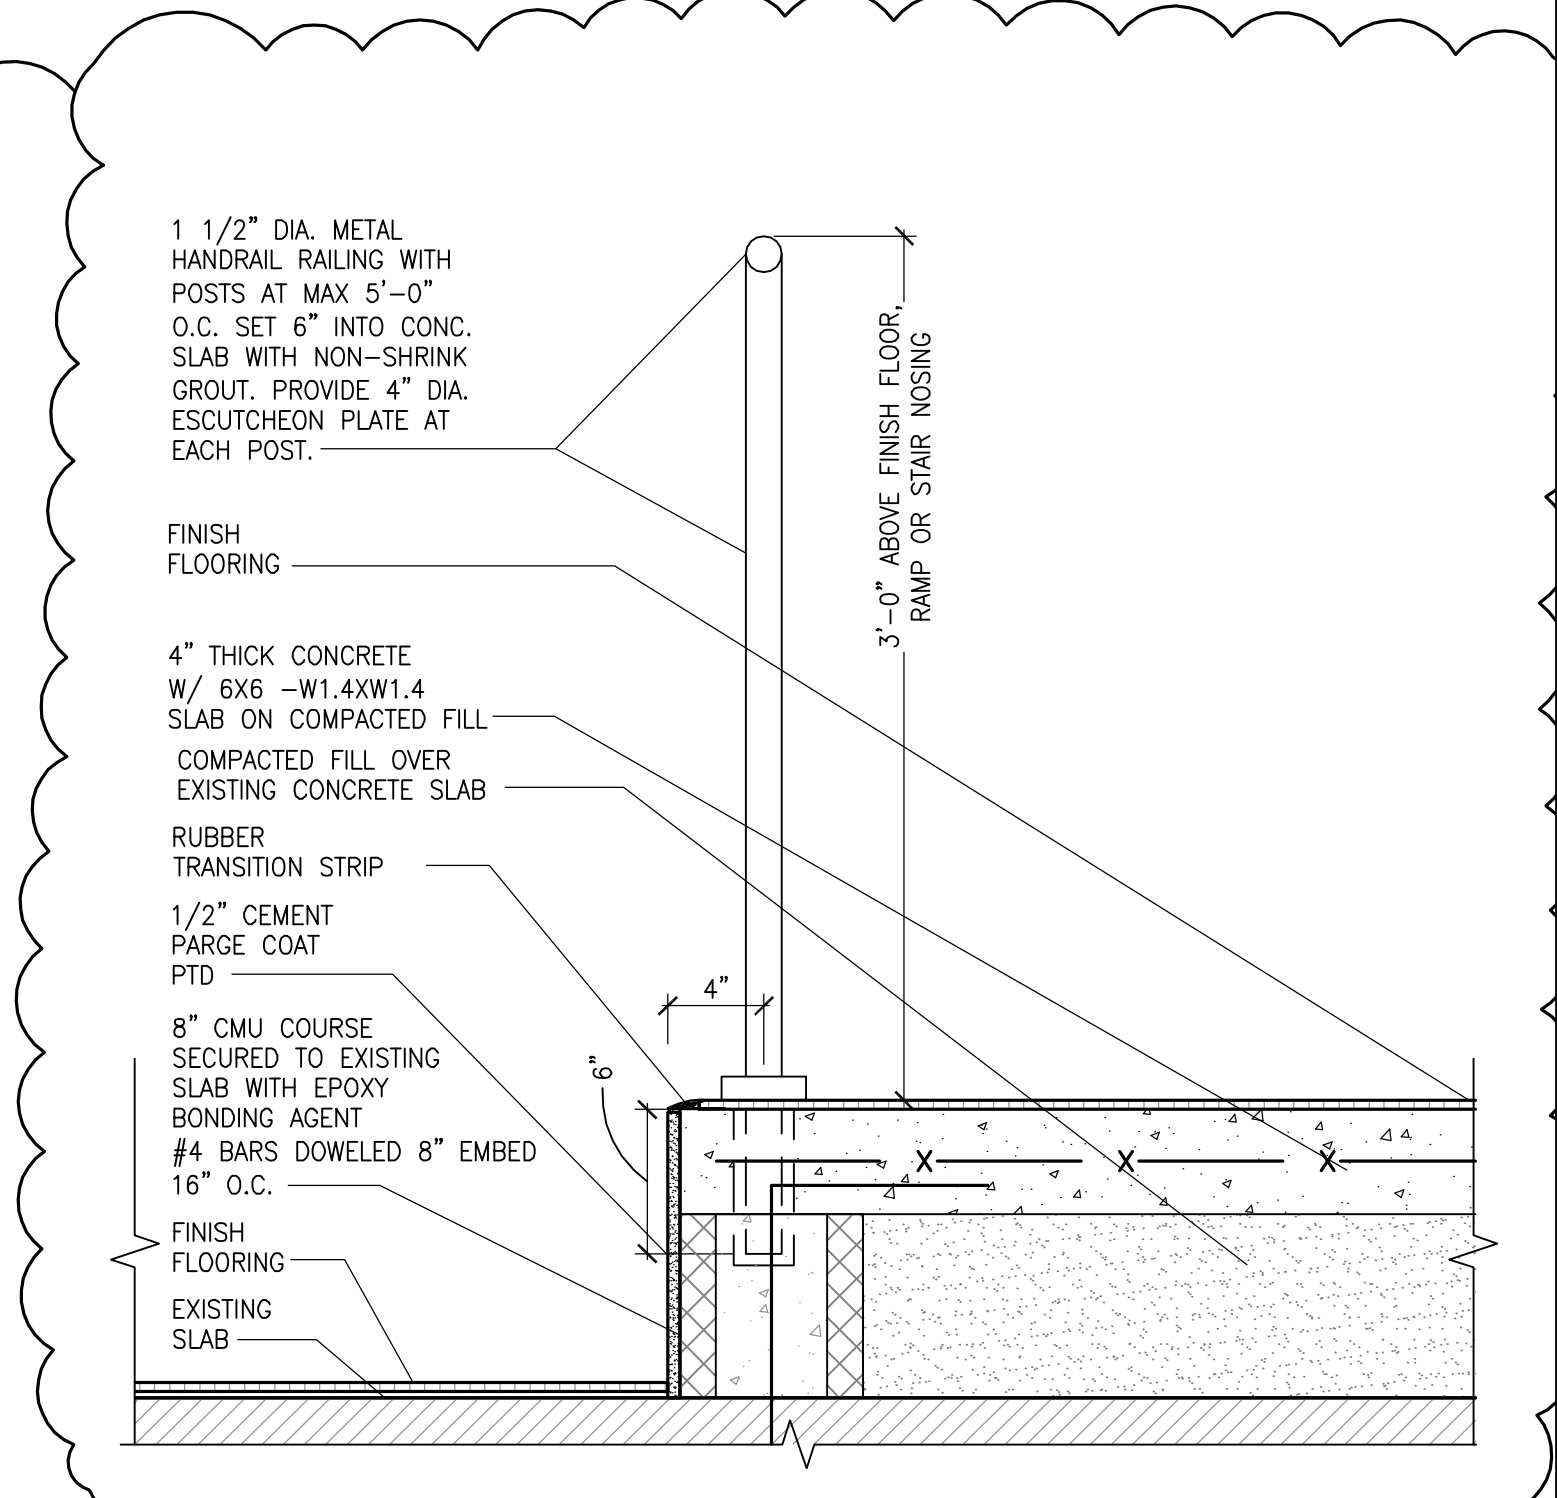 1 1/2" DIA. METAL
HANDRAIL RAILING WITH
POSTS AT MAX 5'-0"
O.C. SET 6" INTO CONC.
SLAB WITH NON-SHRINK
GROUT. PROVIDE 4" DIA.
ESCUTCHEON PLATE AT
EACH POST.
FINISH
FLOORING
4" THICK CONCRETE
W/ 6X6 -W1.4XW1.4
SLAB ON COMPACTED FILL
COMPACTED FILL OVER
EXISTING CONCRETE SLAB
RUBBER
TRANSITION STRIP
1/2" CEMENT
PARGE COAT
PTD
8" CMU COURSE
SECURED TO EXISTING
SLAB WITH EPOXY
BONDING AGENT
#4 BARS DOWELED 8" EMBED
16" O.C.
FINISH
FLOORING
EXISTING
SLAB
3'-0" ABOVE FINISH FLOOR,
RAMP OR STAIR NOSING
4"
6"